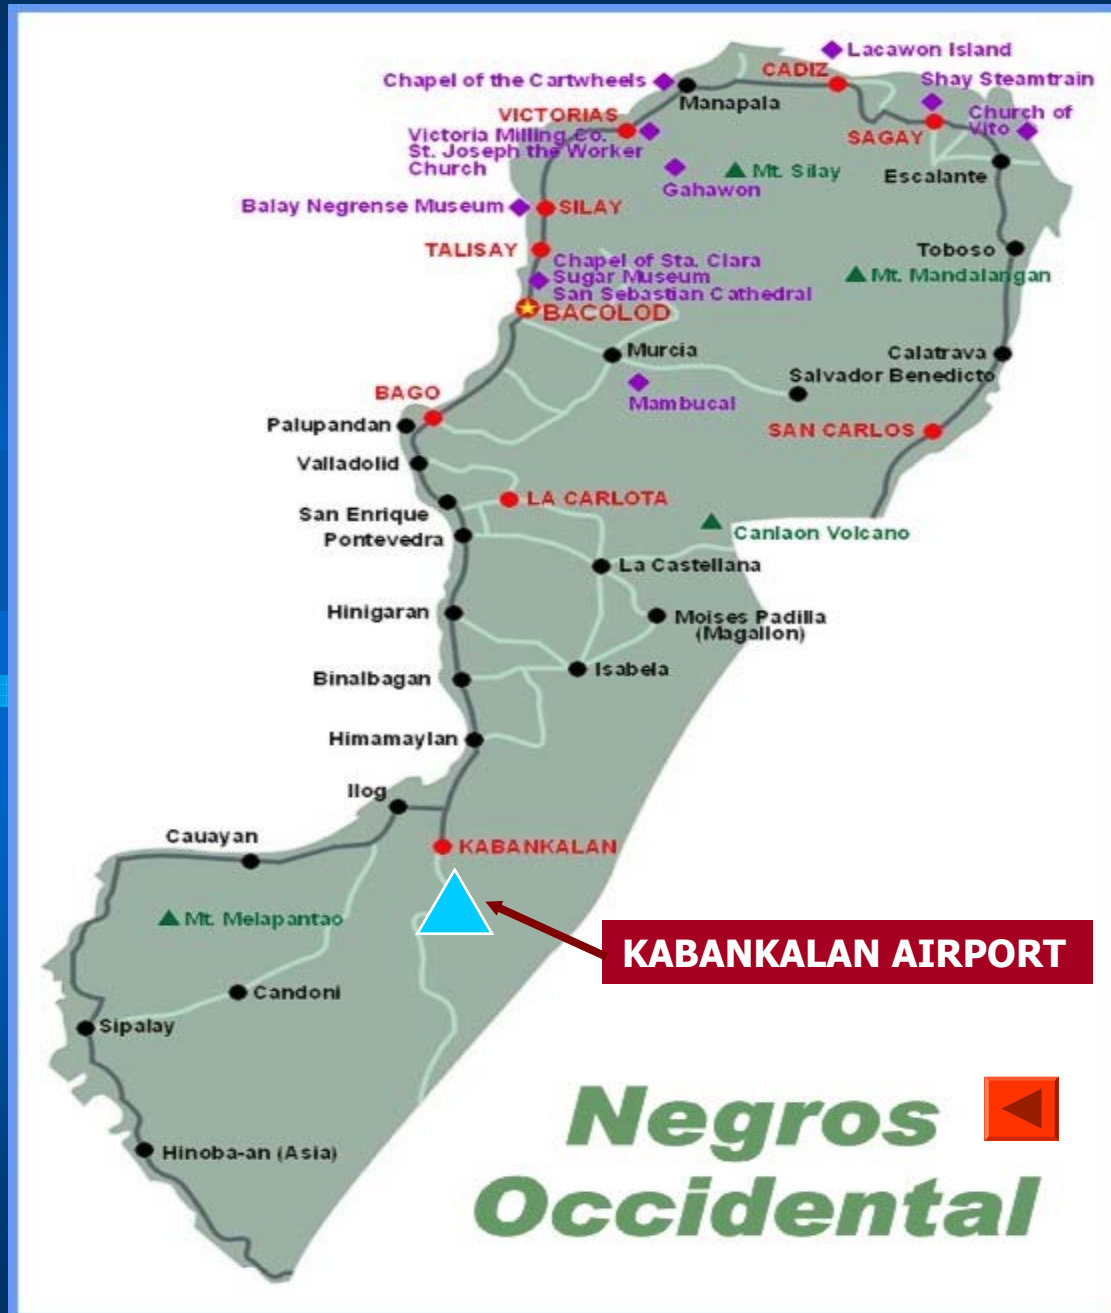 Lacawon Island
CADIZ
Chapel of the Cartwheels
Shay Steamtrain
Manapala
VICTORIAS
Church of
Vito
Victoria Milling Co.
SAGAY
St. Joseph the Worker
Church
Mt. Silay
Escalante
Gahawon
Balay Negrense Museum
SILAY
TALISAY
Toboso
Chapel of Sta. Clara
Sugar Museum
Mt. Mandalangan
San Sebastian Cathedral
BACOLOD
Murcia
Calatrava
Salvador Benedicto
BAGO
Mambucal
Palupandan
SAN CARLOS
Valladolid
LA CARLOTA
San Enrique
Canlaon Volcano
Pontevedra
La Castellana
Hinigaran
Moises Padilla
(Magallon)
Isabela
Binalbagan
Himamaylan
Ilog
Cauayan
KABANKALAN
Mt. Melapantao
KABANKALAN AIRPORT
Candoni
Sipalay
Hinoba-an (Asia)
Negros
Occidental